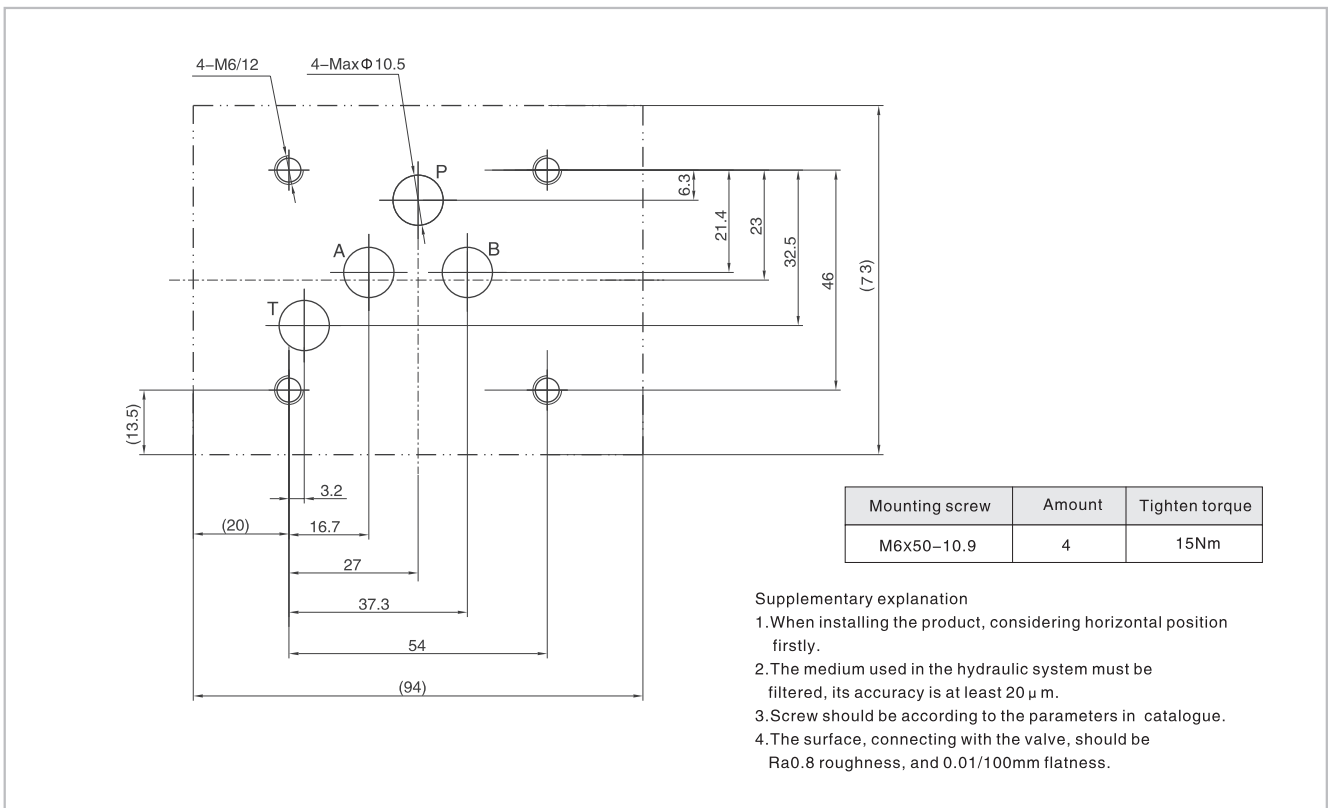 4–M6/12
4–MaxΦ10.5
P
A
B
T
6.3
21.4
23
32.5
46
(73)
(13.5)
3.2
(20)
16.7
27
37.3
54
(94)
Mounting screw Amount Tighten torque
M6x50–10.9 4 15Nm
Supplementary explanation
1.When installing the product, considering horizontal position
firstly.
2.The medium used in the hydraulic system must be
filtered, its accuracy is at least 20μm.
3.Screw should be according to the parameters in catalogue.
4.The surface, connecting with the valve, should be
Ra0.8 roughness, and 0.01/100mm flatness.